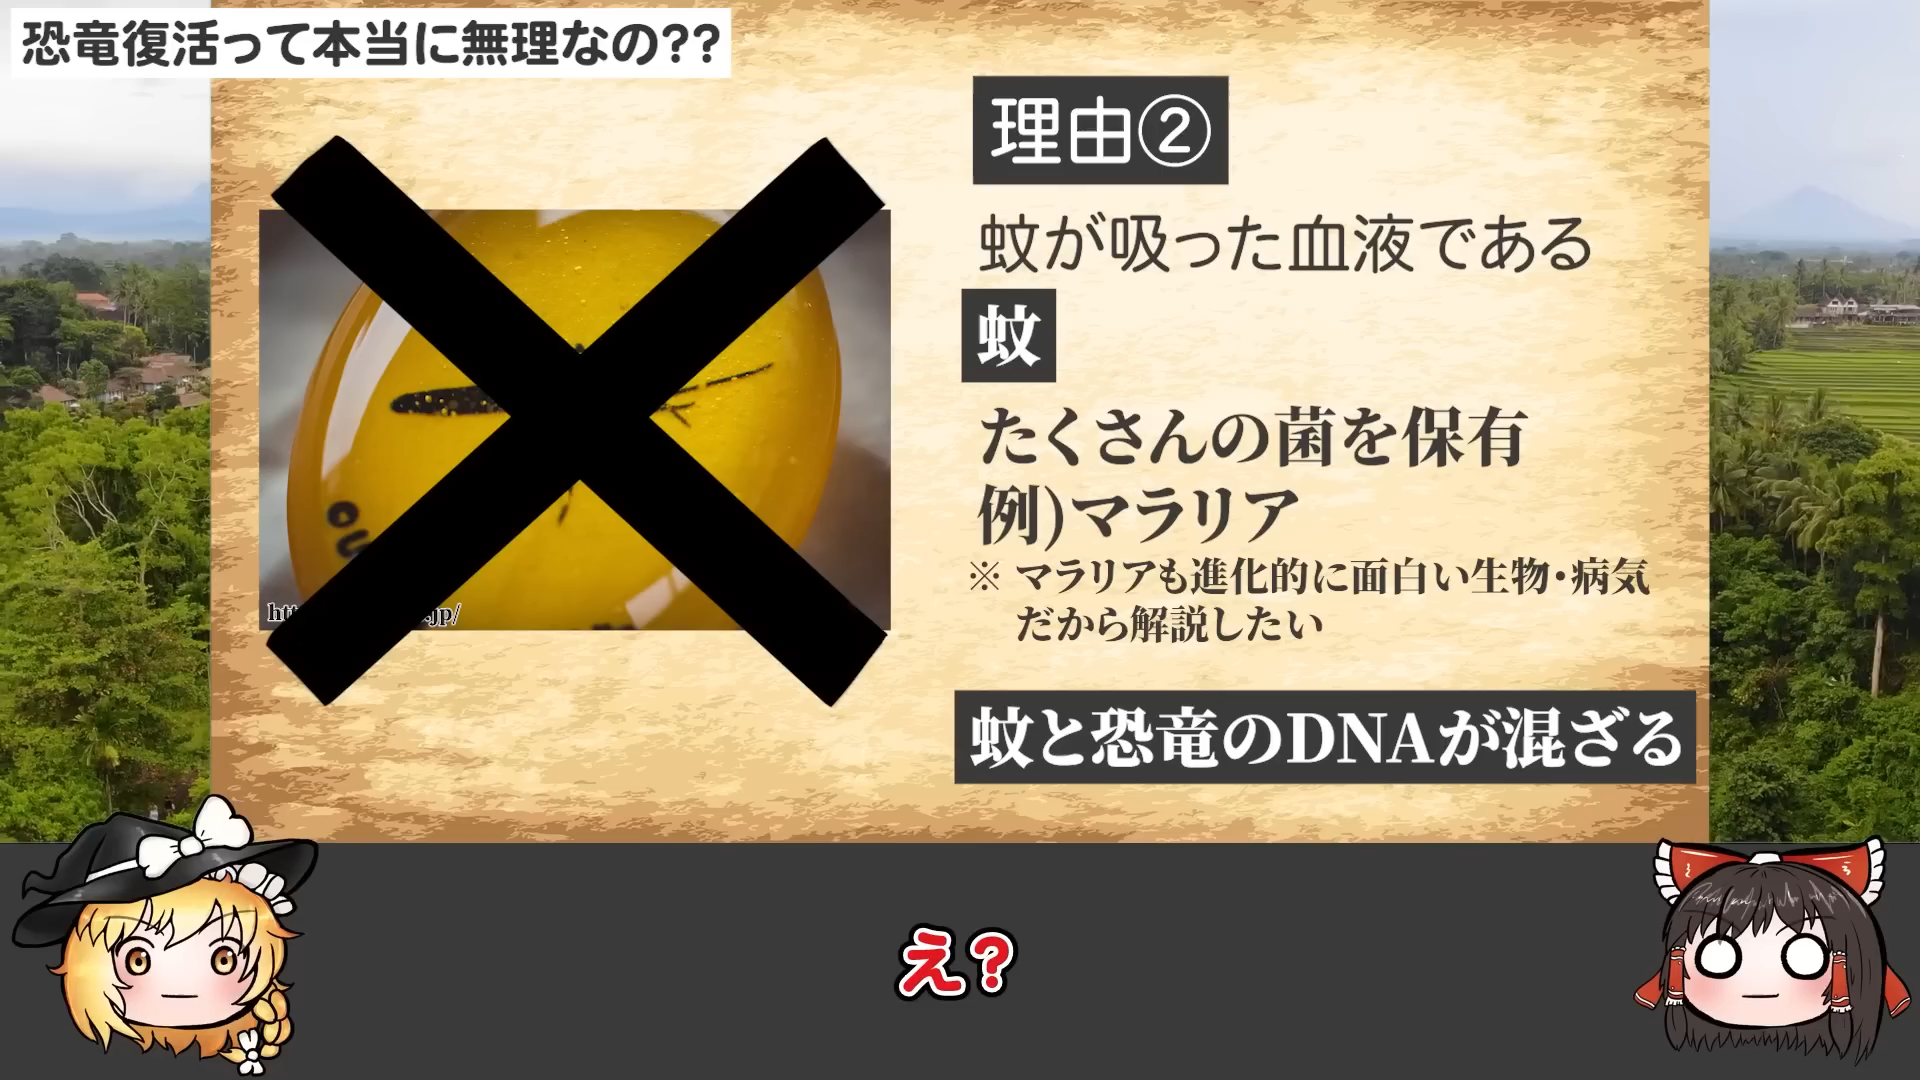 恐竜復活って本当に無理なの??
理由②
蚊が吸った血液である
蚊
たくさんの菌を保有
例)マラリア
※ マラリアも進化的に面白い生物・病気
だから解説したい
蚊と恐竜のDNAが混ざる
え?